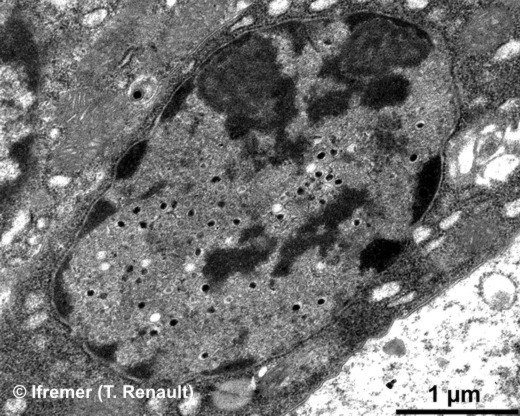 © Ifremer (T. Renault)
1 µm